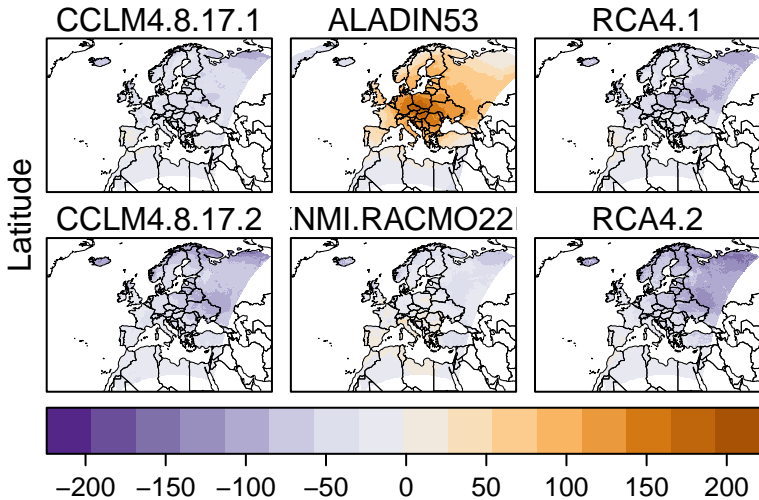 CCLM4.8.17.1 ALADIN53 RCA4.1
Latitude
CCLM4.8.17.2 KNMI.RACMO22 RCA4.2
−200 −150 −100 −50 0 50 100 150 200